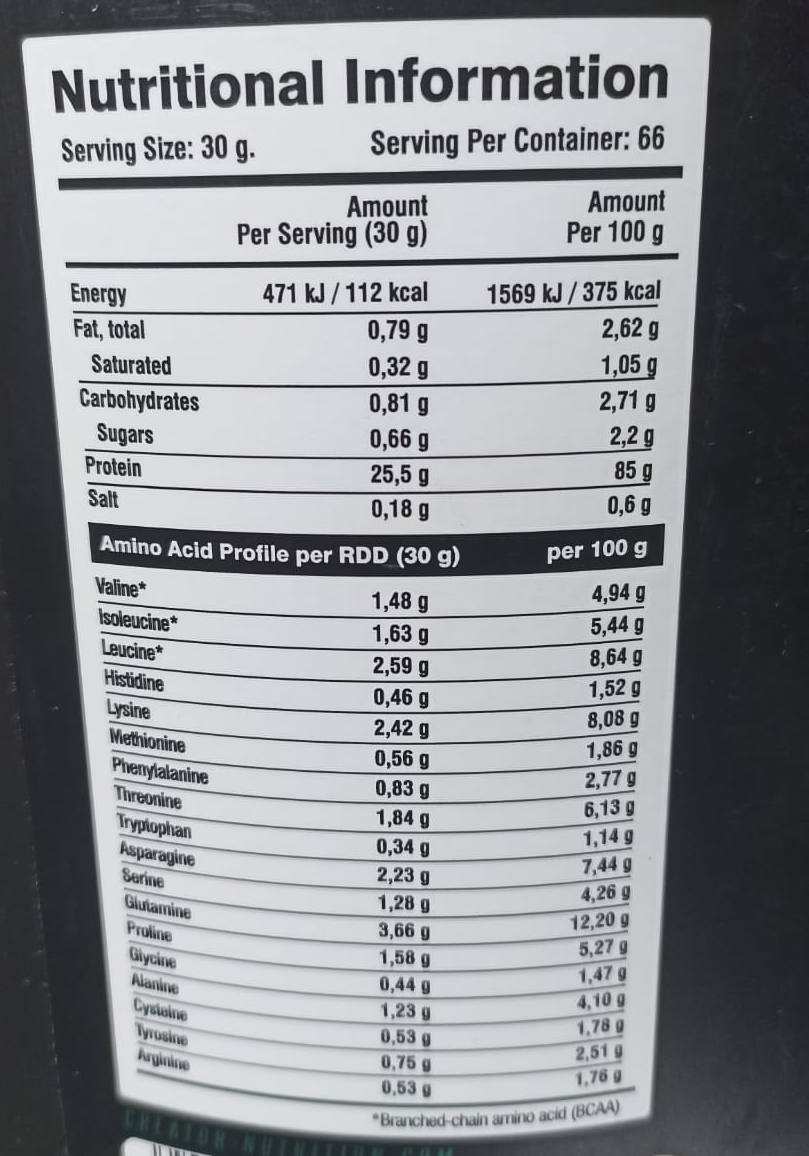 Nutritional Information
Serving Size: 30 g. Serving Per Container: 66
Amount Per Serving (30 g) Amount Per 100 g
Energy 471 kJ / 112 kcal 1569 kJ / 375 kcal
Fat, total 0,79 g 2,62 g
Saturated 0,32 g 1,05 g
Carbohydrates 0,81 g 2,71 g
Sugars 0,66 g 2,2 g
Protein 25,5 g 85 g
Salt 0,18 g 0,6 g
Amino Acid Profile per RDD (30 g) per 100 g
Valine* 1,48 g 4,94 g
Isoleucine* 1,63 g 5,44 g
Leucine* 2,59 g 8,64 g
Histidine 0,46 g 1,52 g
Lysine 2,42 g 8,08 g
Methionine 0,56 g 1,86 g
Phenylalanine 0,83 g 2,77 g
Threonine 1,84 g 6,13 g
Tryptophan 0,34 g 1,14 g
Asparagine 2,23 g 7,44 g
Serine 1,28 g 4,26 g
Glutamine 3,66 g 12,20 g
Proline 1,58 g 5,27 g
Glycine 0,44 g 1,47 g
Alanine 1,23 g 4,10 g
Cysteine 0,53 g 1,78 g
Tyrosine 0,75 g 2,51 g
Arginine 0,53 g 1,76 g
*Branched-chain amino acid (BCAA)